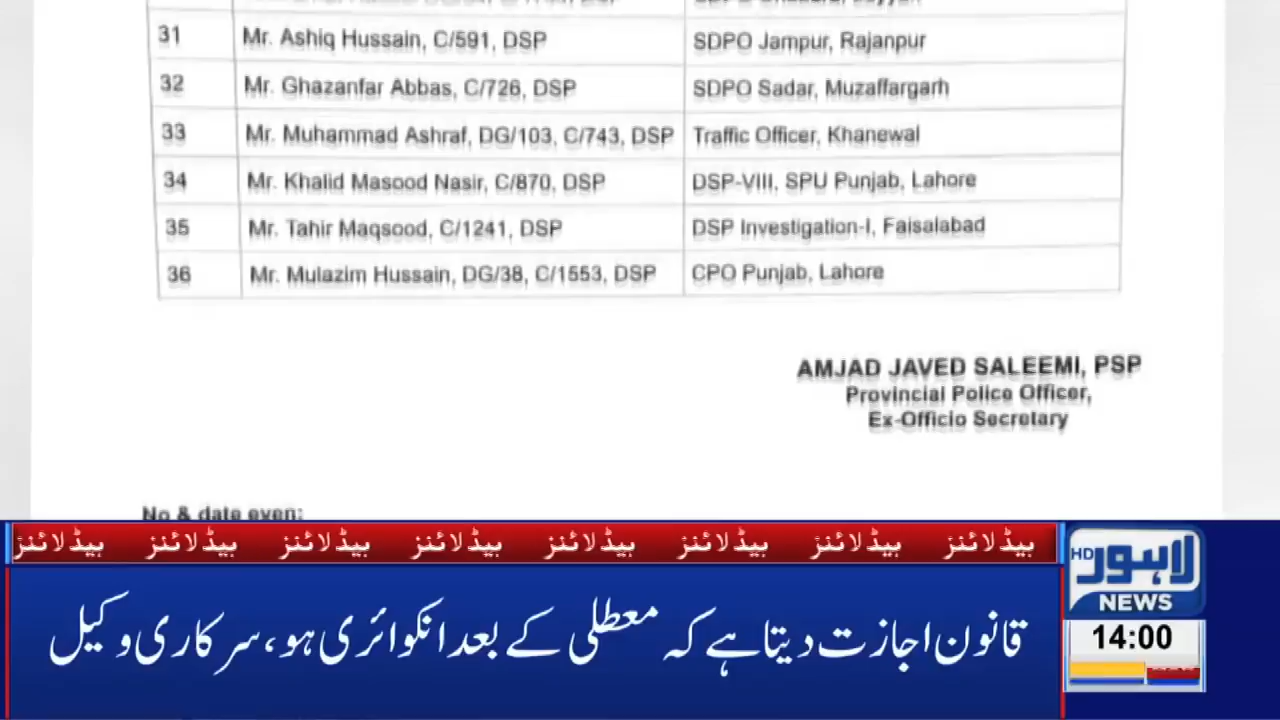 31 Mr. Ashiq Hussain, C/591, DSP SDPO Jampur, Rajanpur
32 Mr. Ghazanfar Abbas, C/726, DSP SDPO Sadar, Muzaffargarh
33 Mr. Muhammad Ashraf, DG/103, C/743, DSP Traffic Officer, Khanewal
34 Mr. Khalid Masood Nasir, C/870, DSP DSP-VIII, SPU Punjab, Lahore
35 Mr. Tahir Maqsood, C/1241, DSP DSP Investigation-I, Faisalabad
36 Mr. Mulazim Hussain, DG/38, C/1553, DSP CPO Punjab, Lahore
AMJAD JAVED SALEEMI, PSP
Provincial Police Officer,
Ex-Officio Secretary
No & date even:
ہیڈلائنز ہیڈلائنز ہیڈلائنز ہیڈلائنز ہیڈلائنز ہیڈلائنز ہیڈلائنز ہیڈلائنز
قانون اجازت دیتا ہے کہ معطلی کے بعد انکوائری ہو، سرکاری وکیل
لاہور HD
NEWS
14:00